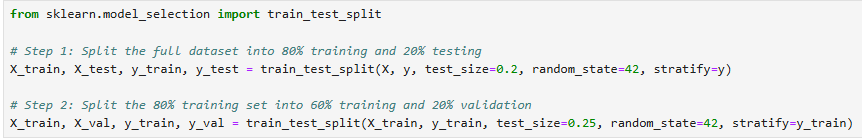 from sklearn.model_selection import train_test_split
# Step 1: Split the full dataset into 80% training and 20% testing
X_train, X_test, y_train, y_test = train_test_split(X, y, test_size=0.2, random_state=42, stratify=y)
# Step 2: Split the 80% training set into 60% training and 20% validation
X_train, X_val, y_train, y_val = train_test_split(X_train, y_train, test_size=0.25, random_state=42, stratify=y_train)